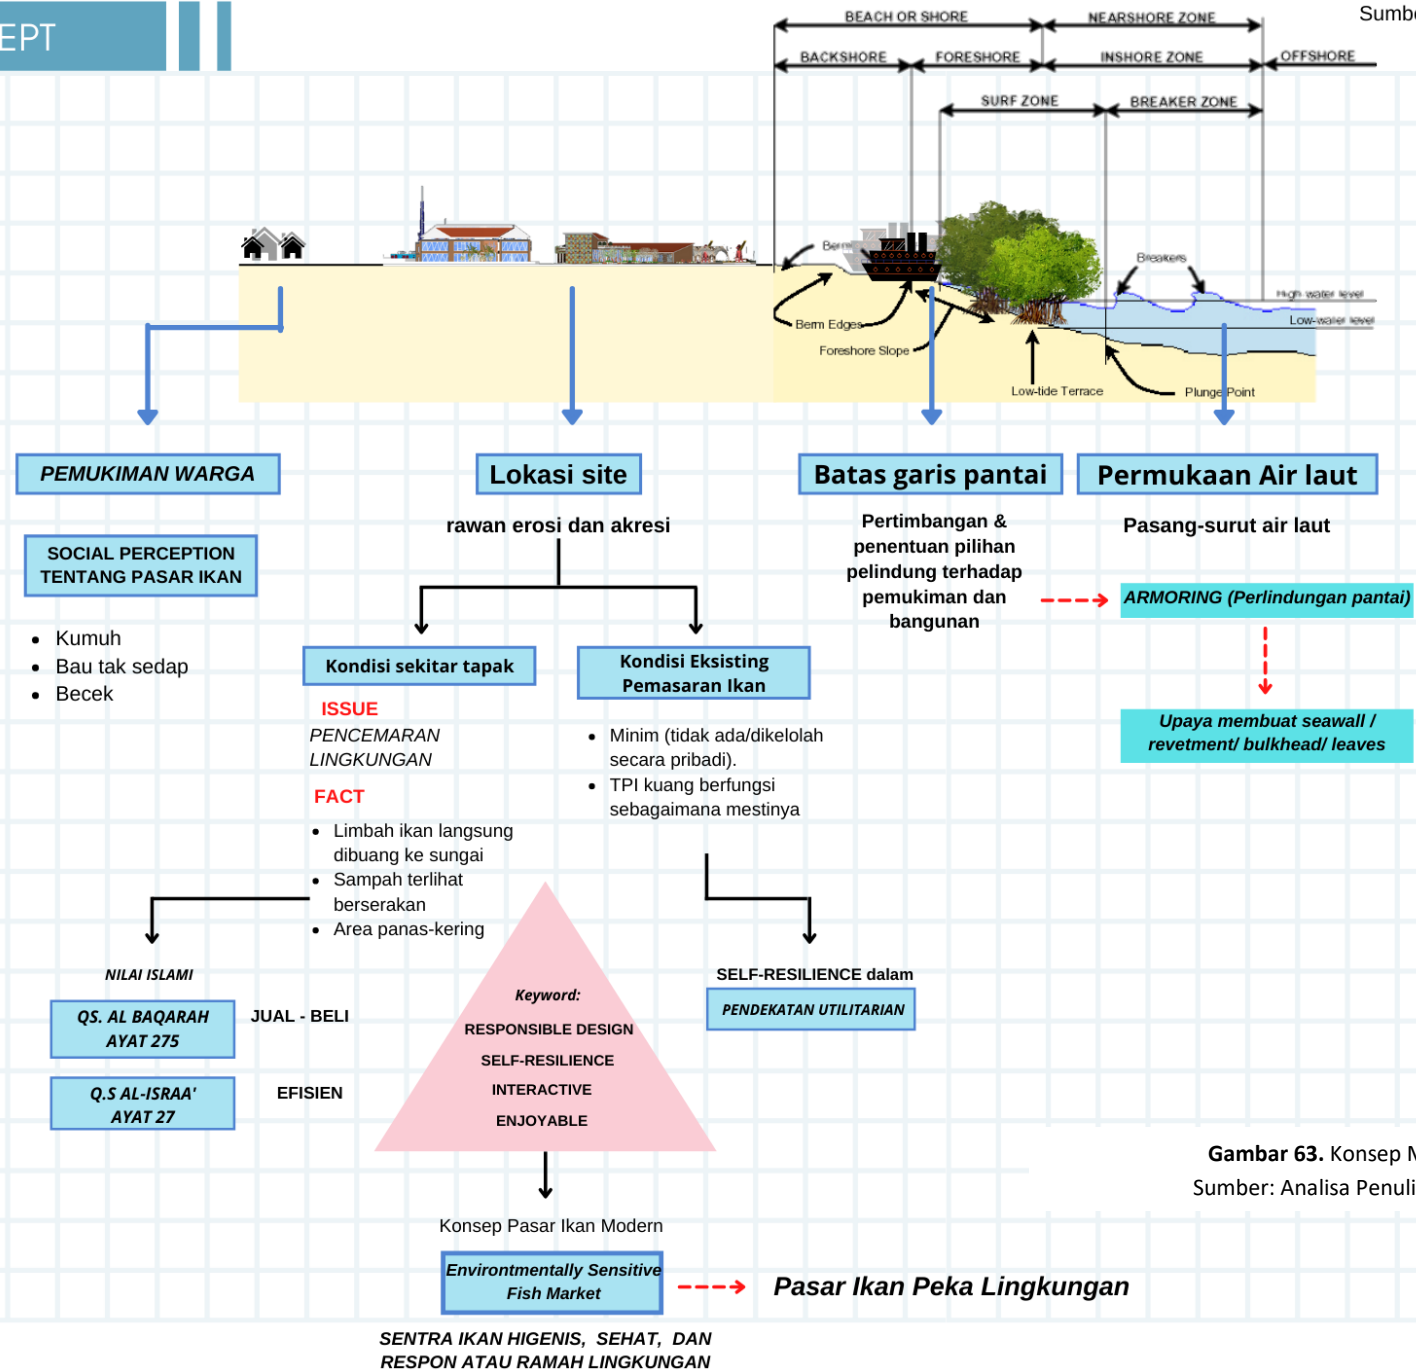 EPT
Sumbe
BEACH OR SHORE
NEARSHORE ZONE
BACKSHORE
FORESHORE
INSHORE ZONE
OFFSHORE
SURF ZONE
BREAKER ZONE
Berm
Breakers
High-water level
Low-water level
Berm Edges
Foreshore Slope
Low-tide Terrace
Plunge Point
PEMUKIMAN WARGA
Lokasi site
Batas garis pantai
Permukaan Air laut
SOCIAL PERCEPTION
TENTANG PASAR IKAN
Kumuh
Bau tak sedap
Becek
rawan erosi dan akresi
Pertimbangan &
penentuan pilihan
pelindung terhadap
pemukiman dan
bangunan
Pasang-surut air laut
ARMORING (Perlindungan pantai)
Upaya membuat seawall /
revetment/ bulkhead/ leaves
Kondisi sekitar tapak
ISSUE
PENCEMARAN
LINGKUNGAN
FACT
Limbah ikan langsung
dibuang ke sungai
Sampah terlihat
berserakan
Area panas-kering
Kondisi Eksisting
Pemasaran Ikan
Minim (tidak ada/dikelolah
secara pribadi).
TPI kuang berfungsi
sebagaimana mestinya
NILAI ISLAMI
QS. AL BAQARAH
AYAT 275
JUAL - BELI
Q.S AL-ISRAA'
AYAT 27
EFISIEN
Keyword:
RESPONSIBLE DESIGN
SELF-RESILIENCE
INTERACTIVE
ENJOYABLE
SELF-RESILIENCE dalam
PENDEKATAN UTILITARIAN
Gambar 63. Konsep M
Sumber: Analisa Penuli
Konsep Pasar Ikan Modern
Environtmentally Sensitive
Fish Market
Pasar Ikan Peka Lingkungan
SENTRA IKAN HIGENIS, SEHAT, DAN
RESPON ATAU RAMAH LINGKUNGAN